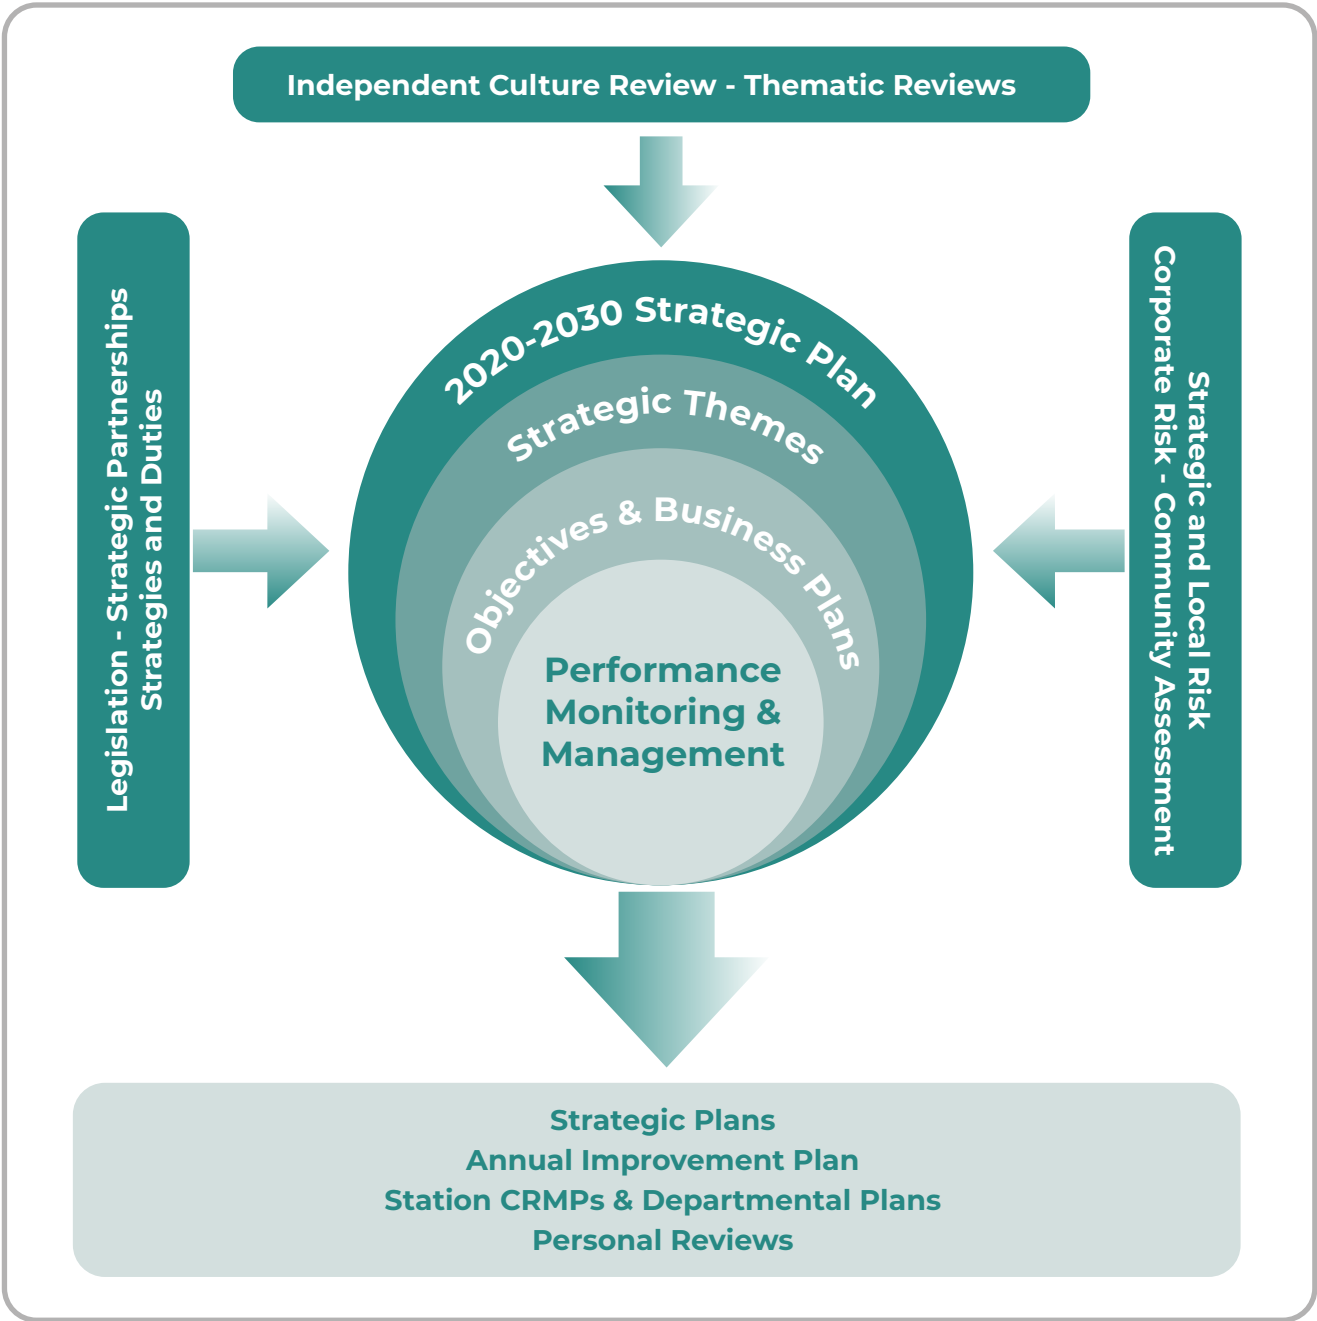 Independent Culture Review - Thematic Reviews
Legislation - Strategic Partnerships
Strategies and Duties
2020-2030 Strategic Plan
Strategic Themes
Objectives & Business Plans
Performance
Monitoring &
Management
Strategic and Local Risk
Corporate Risk - Community Assessment
Strategic Plans
Annual Improvement Plan
Station CRMPs & Departmental Plans
Personal Reviews